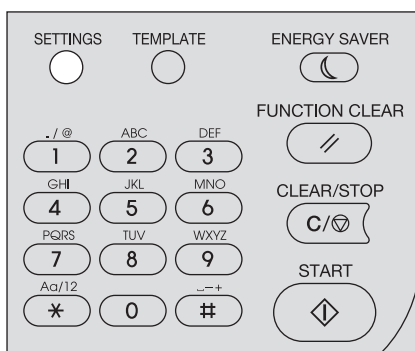 SETTINGS TEMPLATE ENERGY SAVER
FUNCTION CLEAR
. / @ ABC DEF
1 2 3
GHI JKL MNO
4 5 6
CLEAR/STOP
C/
PQRS TUV WXYZ
7 8 9
START
Aa/12 ⎵–+
* 0 #